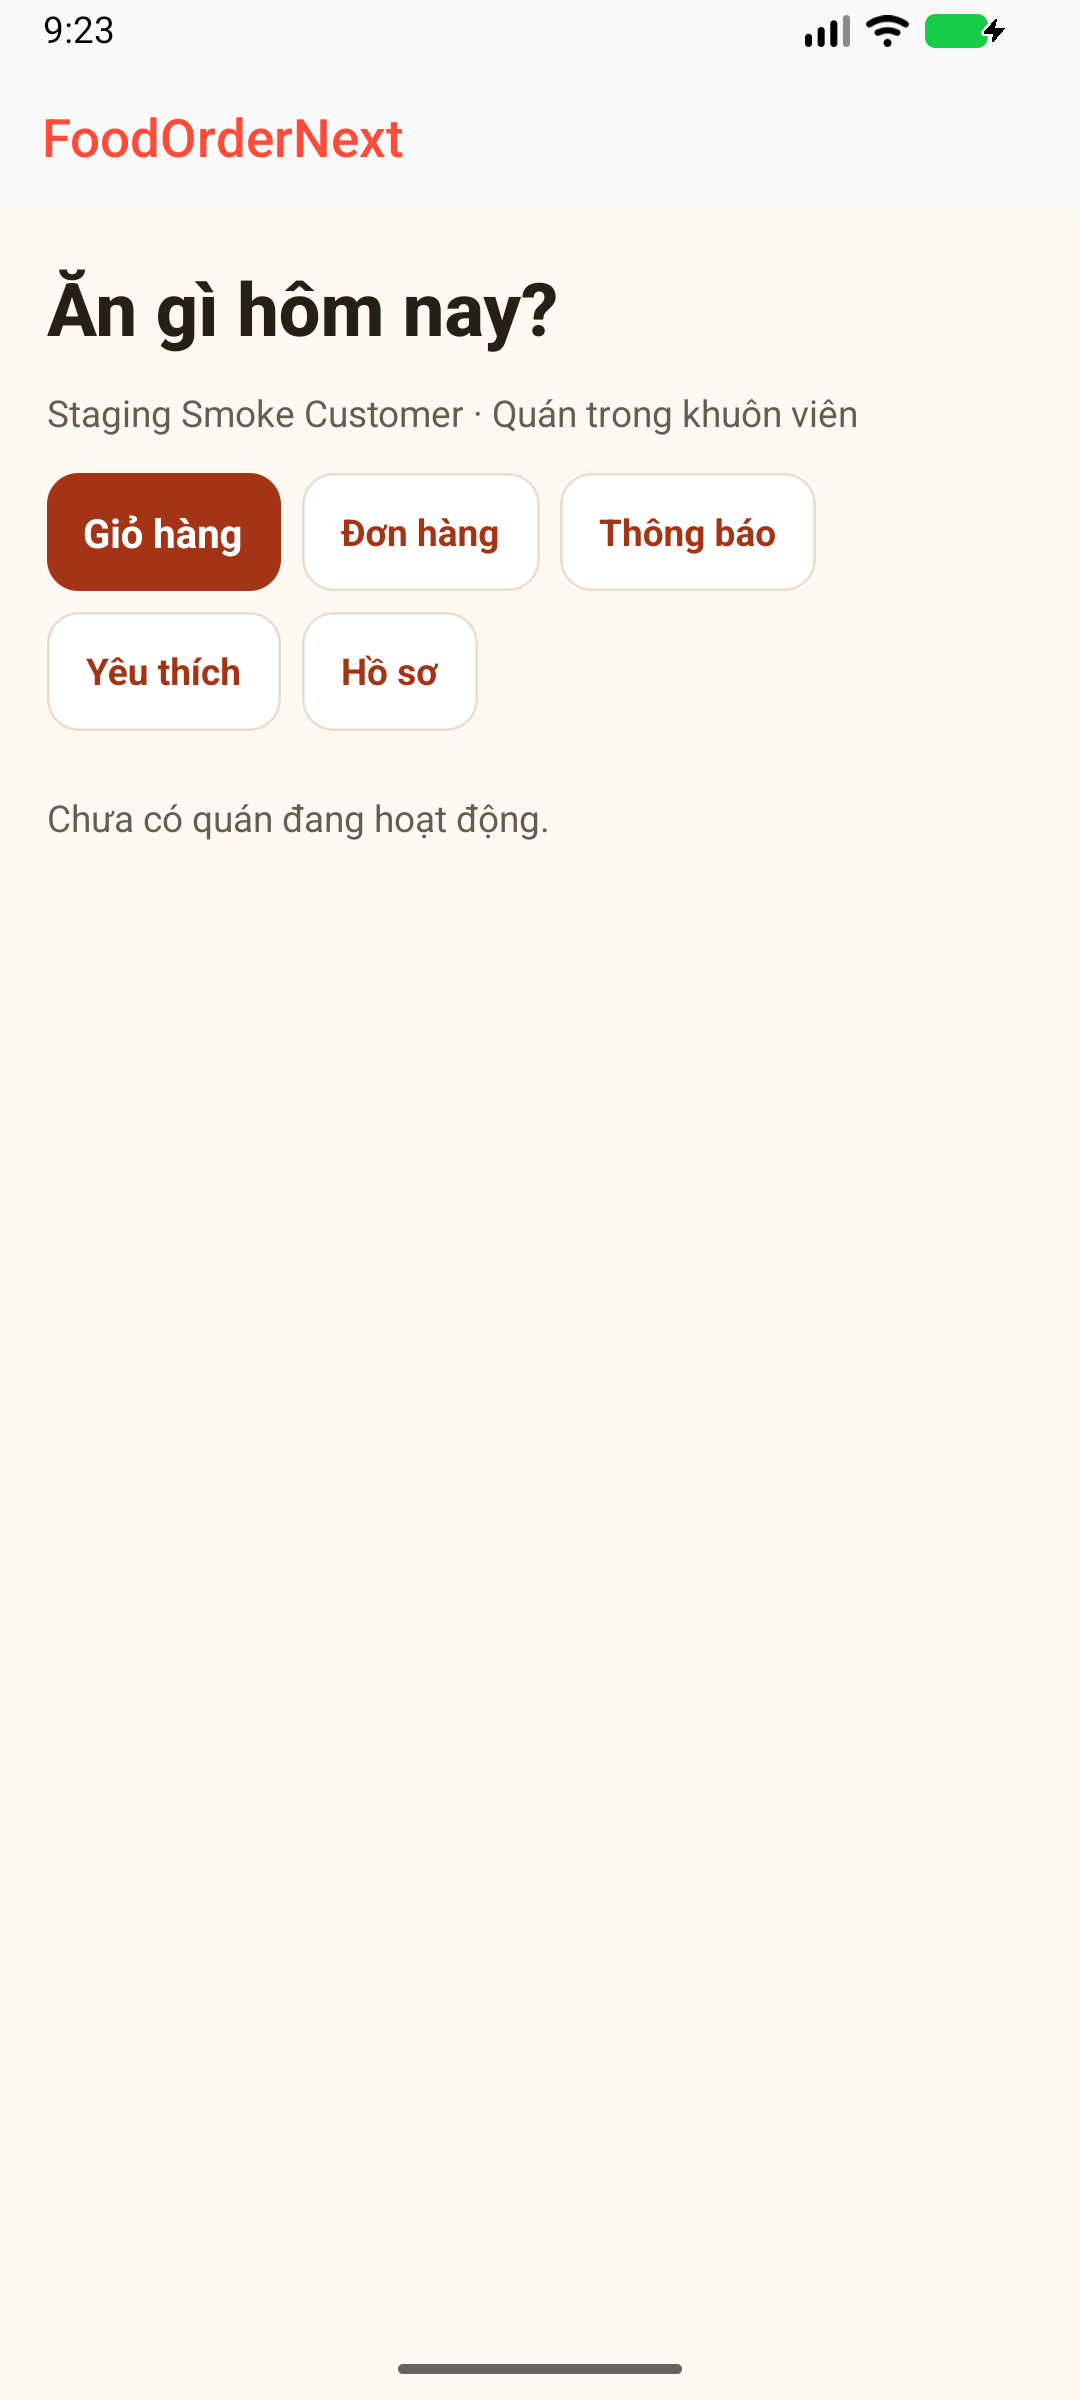 9:23
FoodOrderNext
Ăn gì hôm nay?
Staging Smoke Customer · Quán trong khuôn viên
Giỏ hàng
Đơn hàng
Thông báo
Yêu thích
Hồ sơ
Chưa có quán đang hoạt động.